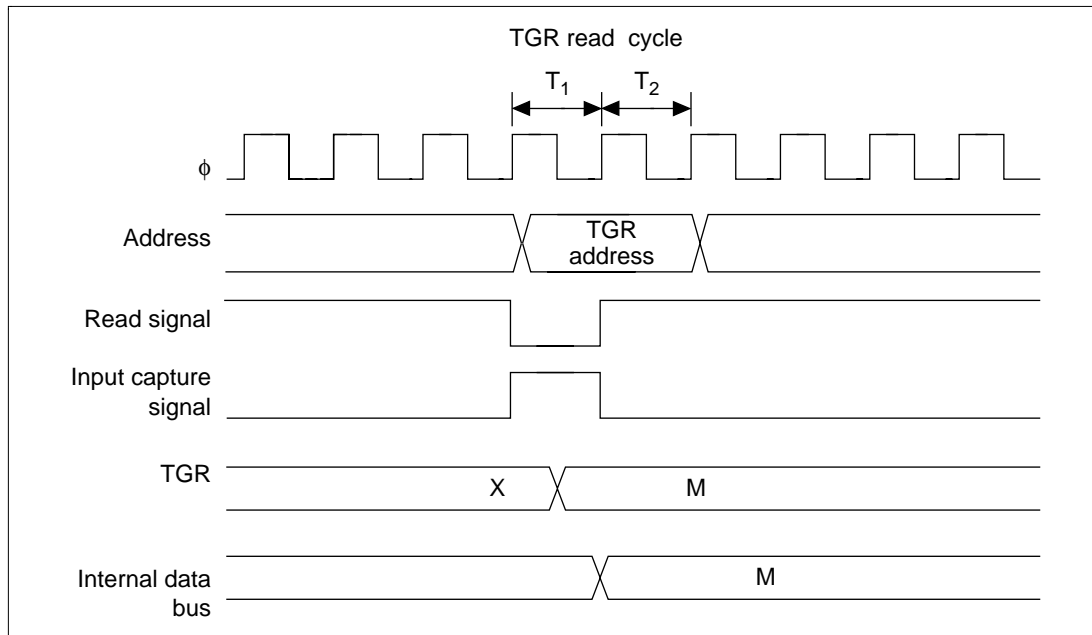 TGR read cycle
T1 T2
ϕ
Address
TGR
address
Read signal
Input capture
signal
TGR
X M
Internal data
bus
M